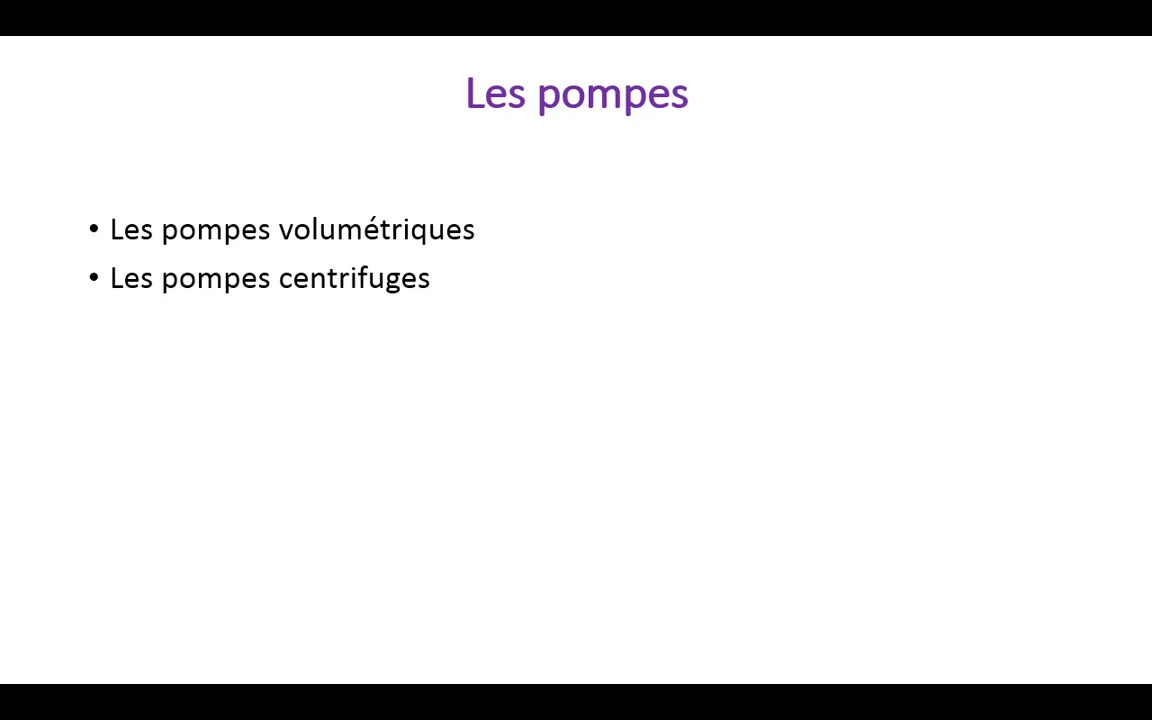 Les pompes
• Les pompes volumétriques
• Les pompes centrifuges